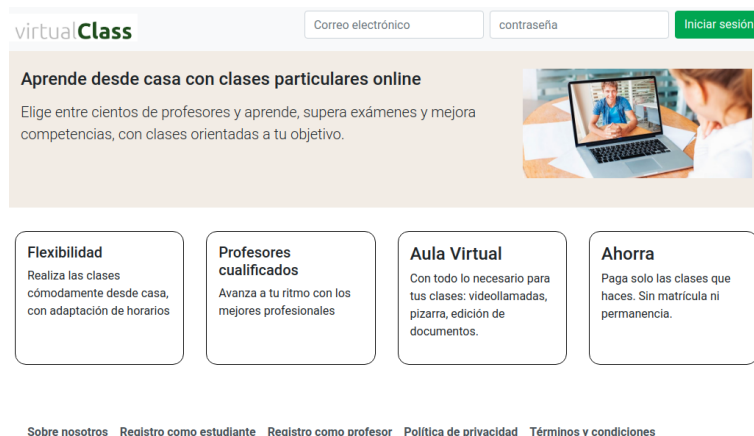 virtualClass
Correo electrónico
contraseña
Iniciar sesión
Aprende desde casa con clases particulares online
Elige entre cientos de profesores y aprende, supera exámenes y mejora
competencias, con clases orientadas a tu objetivo.
Flexibilidad
Realiza las clases
cómodamente desde casa,
con adaptación de horarios
Profesores
cualificados
Avanza a tu ritmo con los
mejores profesionales
Aula Virtual
Con todo lo necesario para
tus clases: videollamadas,
pizarra, edición de
documentos.
Ahorra
Paga solo las clases que
haces. Sin matrícula ni
permanencia.
Sobre nosotros Registro como estudiante Registro como profesor Política de privacidad Términos y condiciones